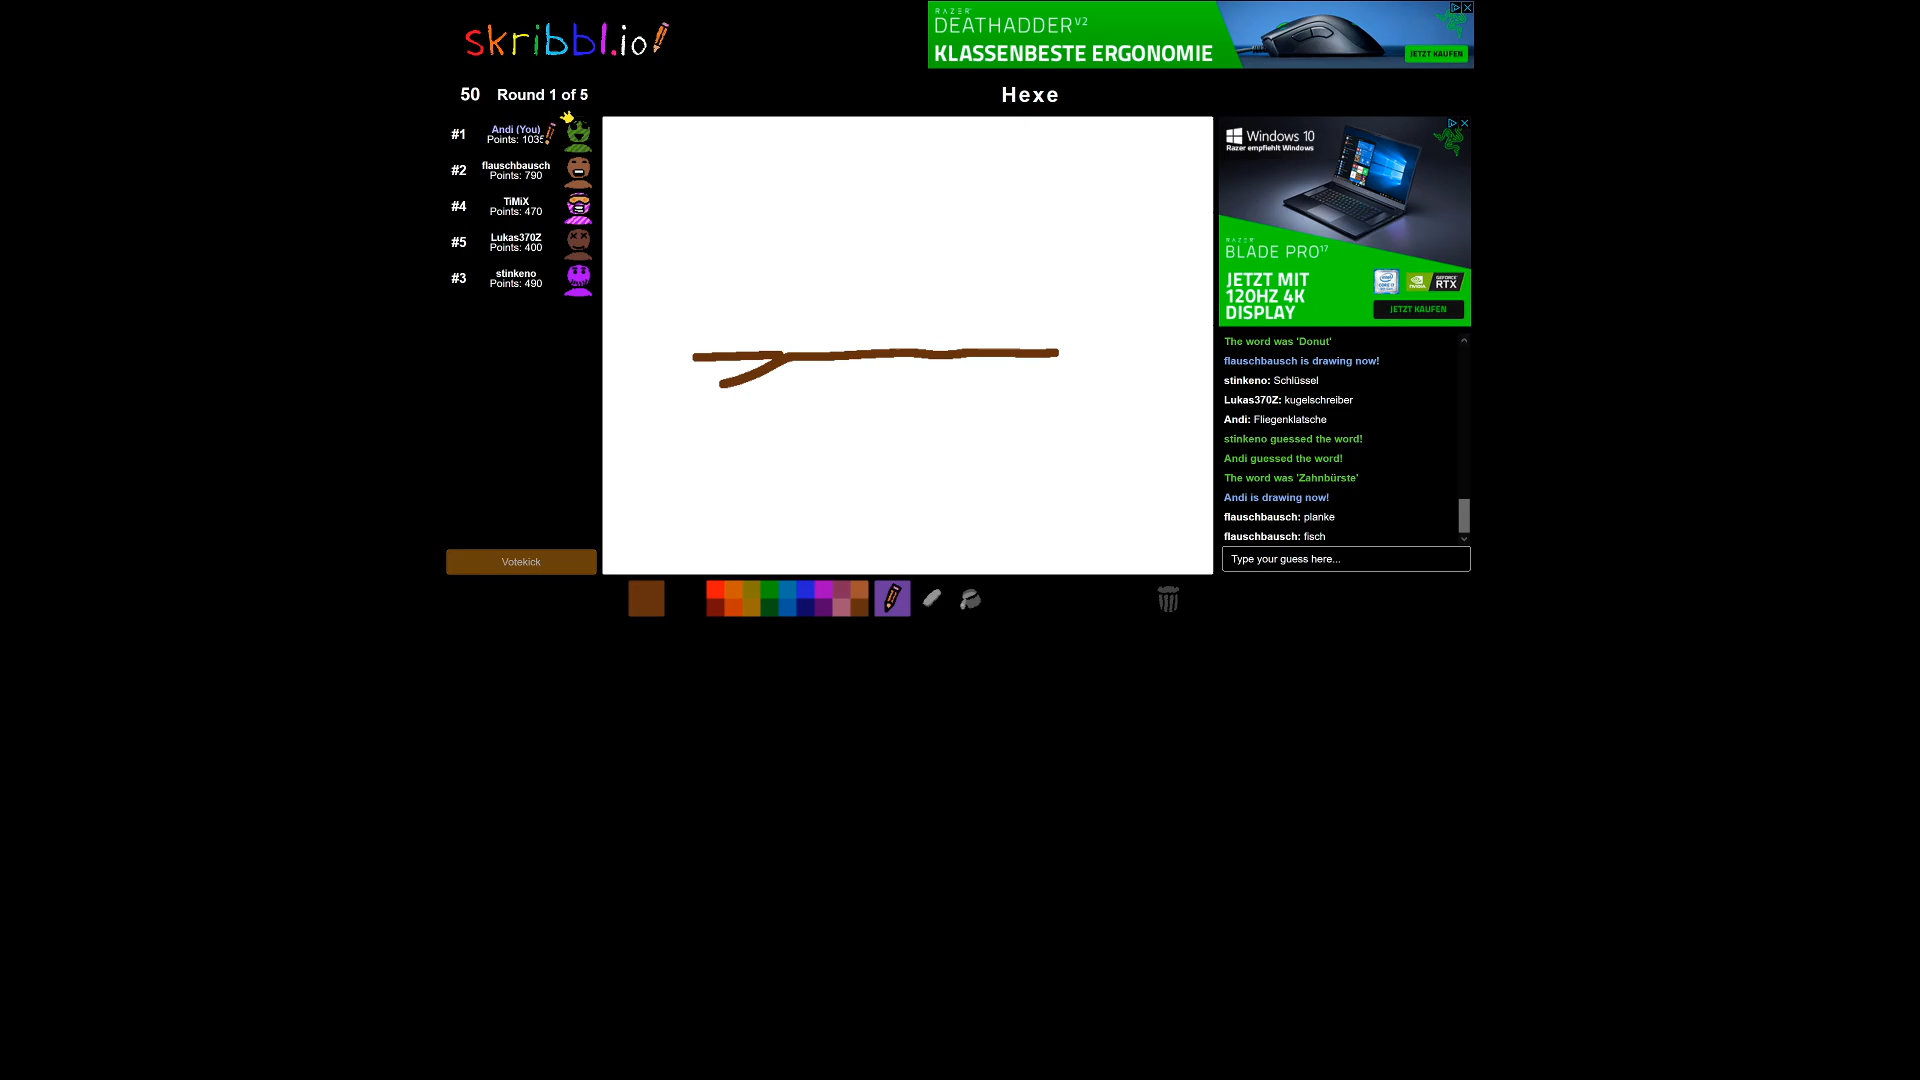 skribbl.io
RAZER
DEATHADDER V2
KLASSENBESTE ERGONOMIE
JETZT KAUFEN
50 Round 1 of 5
Hexe
#1 Andi (You)
Points: 1035
#2 flauschbausch
Points: 790
#4 TiMiX
Points: 470
#5 Lukas370Z
Points: 400
#3 stinkeno
Points: 490
Votekick
Windows 10
Razer empfiehlt Windows
RAZER
BLADE PRO 17
JETZT MIT
120HZ 4K
DISPLAY
GEFORCE
RTX
JETZT KAUFEN
The word was 'Donut'
flauschbausch is drawing now!
stinkeno: Schlüssel
Lukas370Z: kugelschreiber
Andi: Fliegenklatsche
stinkeno guessed the word!
Andi guessed the word!
The word was 'Zahnbürste'
Andi is drawing now!
flauschbausch: planke
flauschbausch: fisch
Type your guess here...